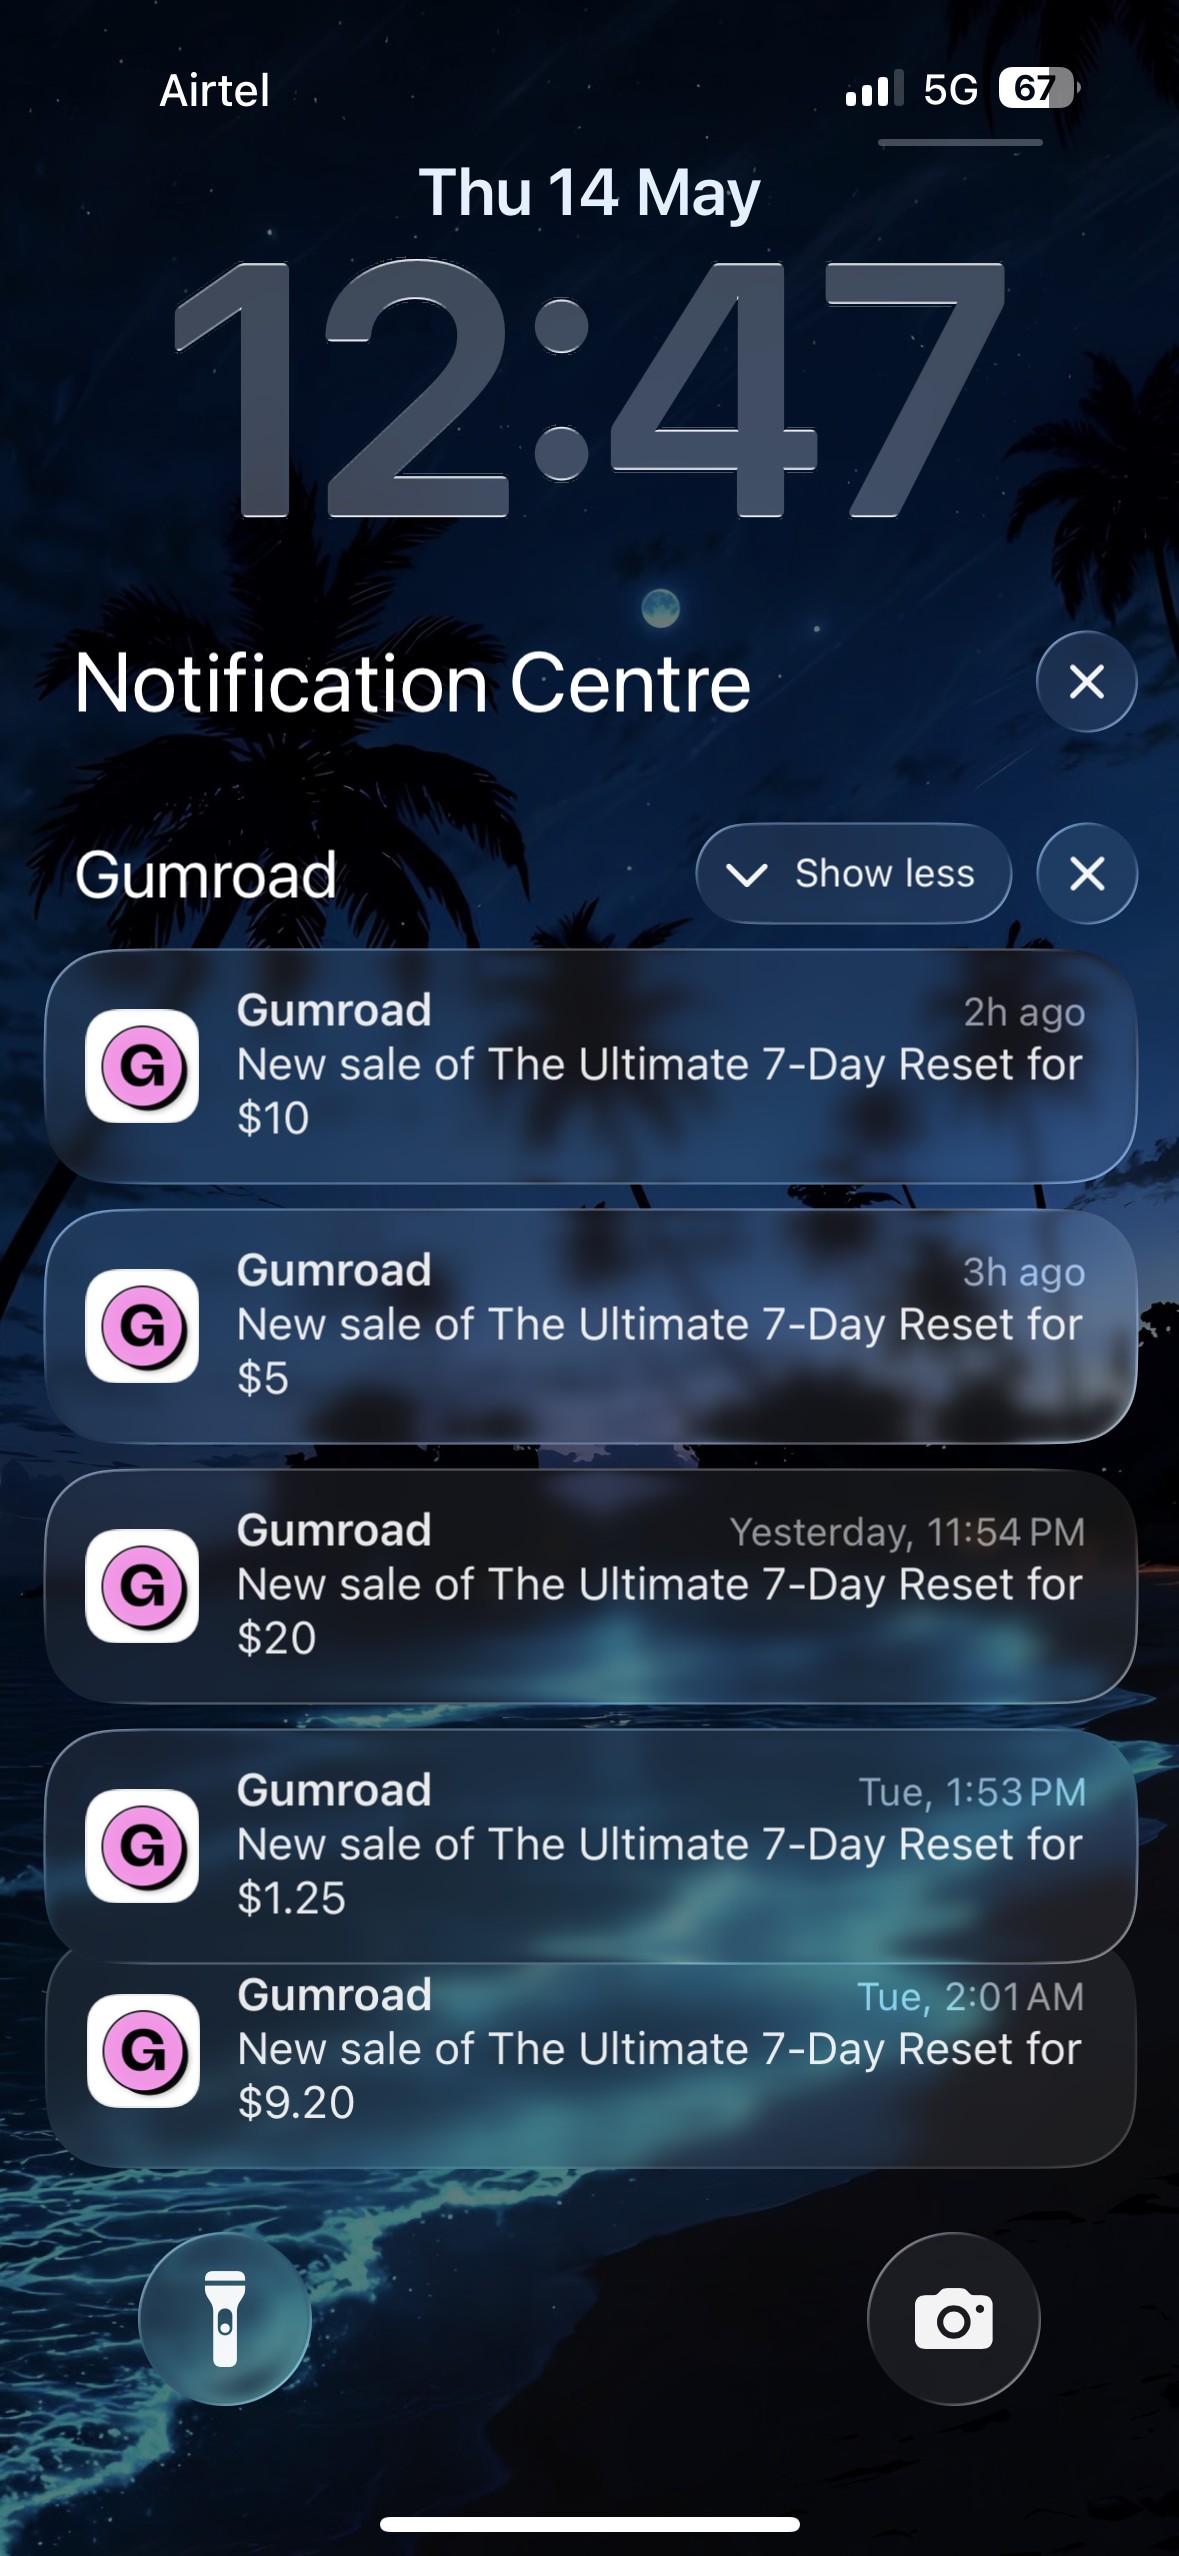 Airtel
5G 67
Thu 14 May
12:47
Notification Centre
Gumroad
Show less
Gumroad 2h ago
New sale of The Ultimate 7-Day Reset for
$10
Gumroad 3h ago
New sale of The Ultimate 7-Day Reset for
$5
Gumroad Yesterday, 11:54 PM
New sale of The Ultimate 7-Day Reset for
$20
Gumroad Tue, 1:53 PM
New sale of The Ultimate 7-Day Reset for
$1.25
Gumroad Tue, 2:01 AM
New sale of The Ultimate 7-Day Reset for
$9.20